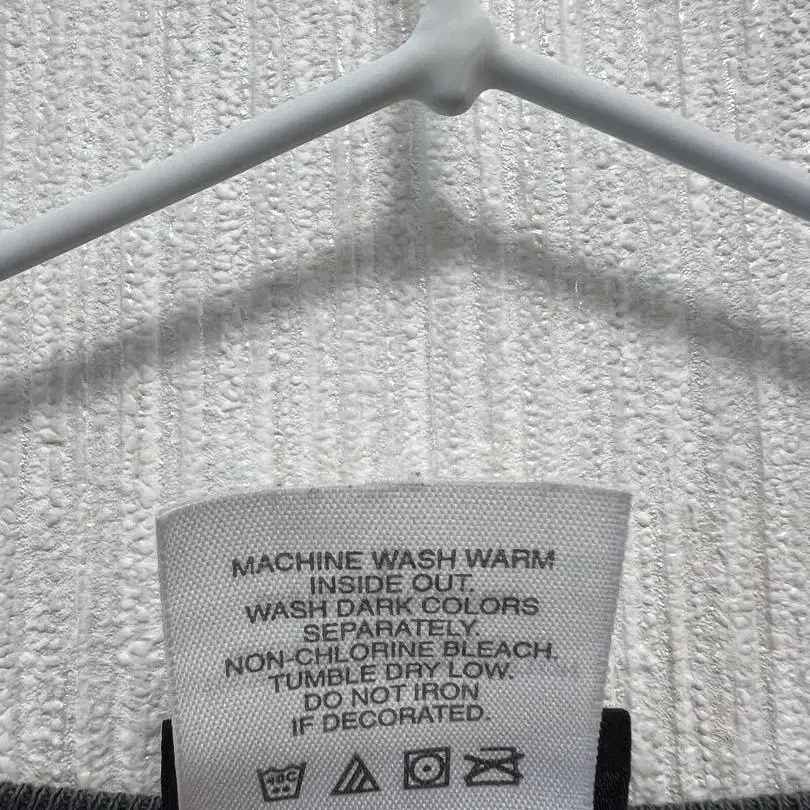 MACHINE WASH WARM
INSIDE OUT.
WASH DARK COLORS
SEPARATELY.
NON-CHLORINE BLEACH.
TUMBLE DRY LOW.
DO NOT IRON
IF DECORATED.
40C